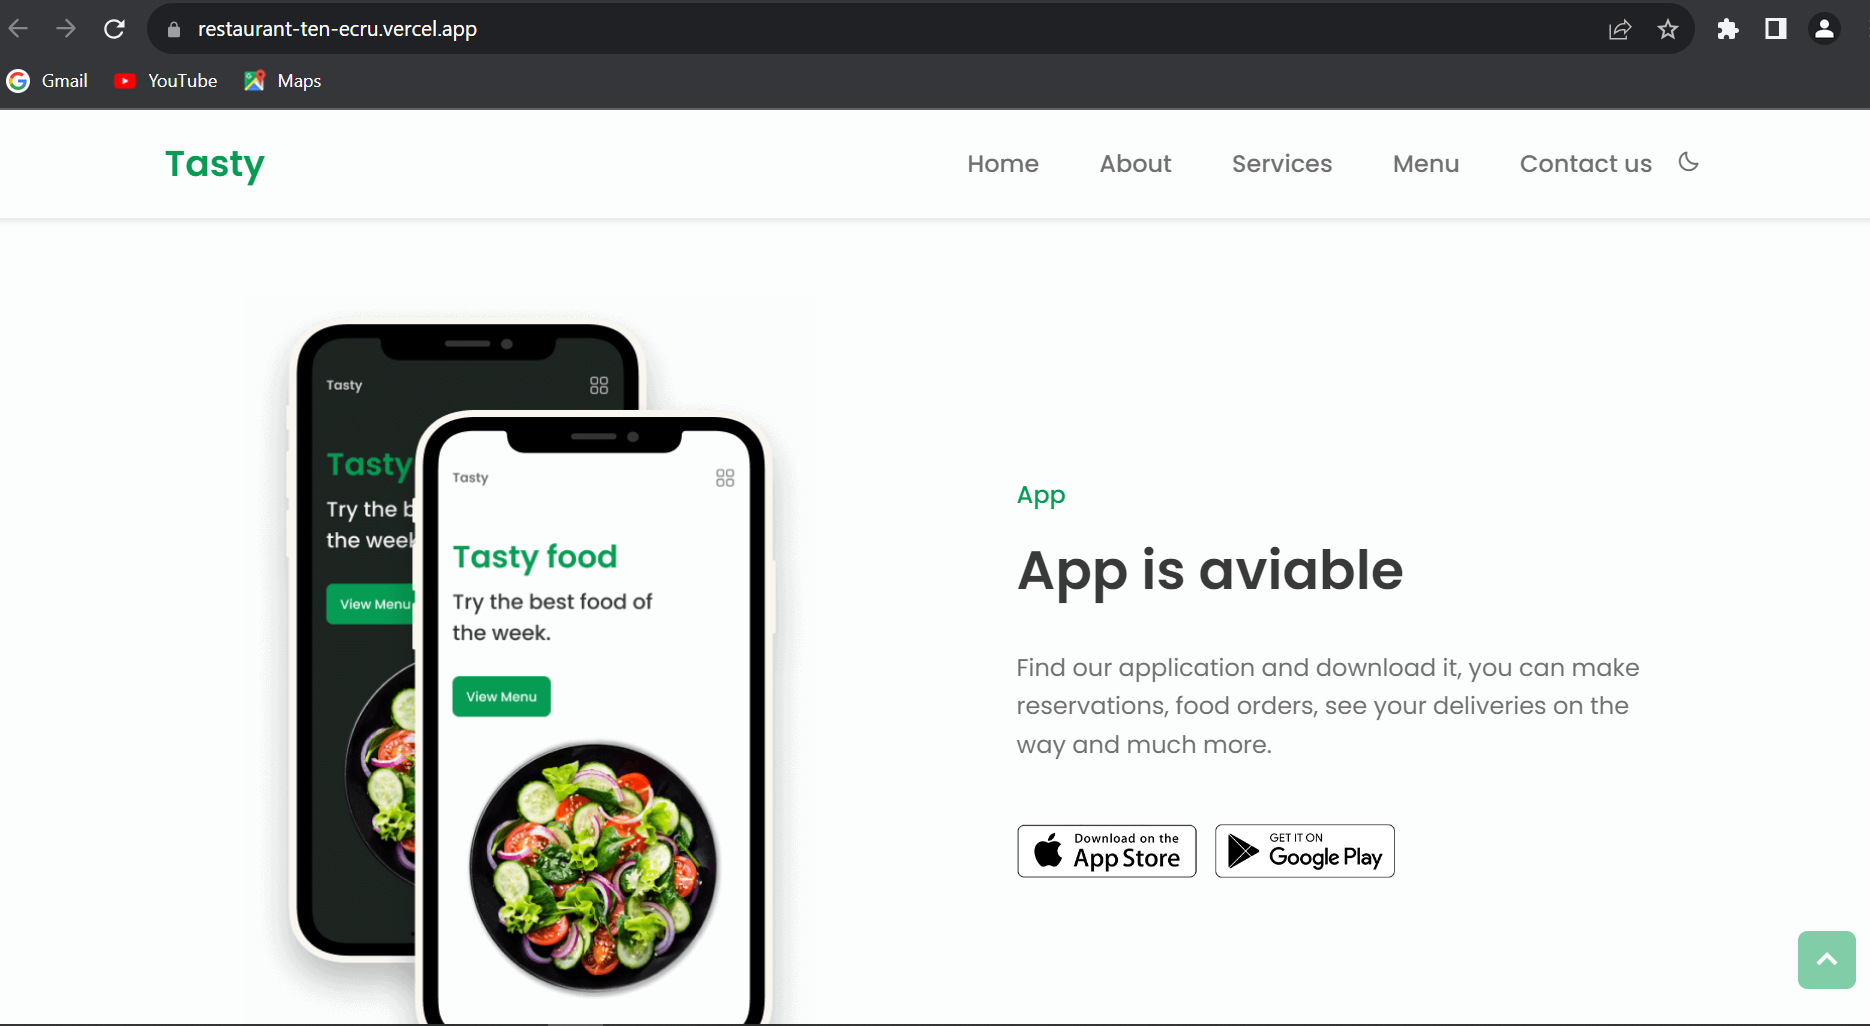 restaurant-ten-ecru.vercel.app
Gmail YouTube Maps
Tasty Home About Services Menu Contact us
Tasty
Tasty
Try the b
the week
View Menu
Tasty
Tasty food
Try the best food of
the week.
View Menu
App
App is aviable
Find our application and download it, you can make
reservations, food orders, see your deliveries on the
way and much more.
Download on the
App Store
GET IT ON
Google Play